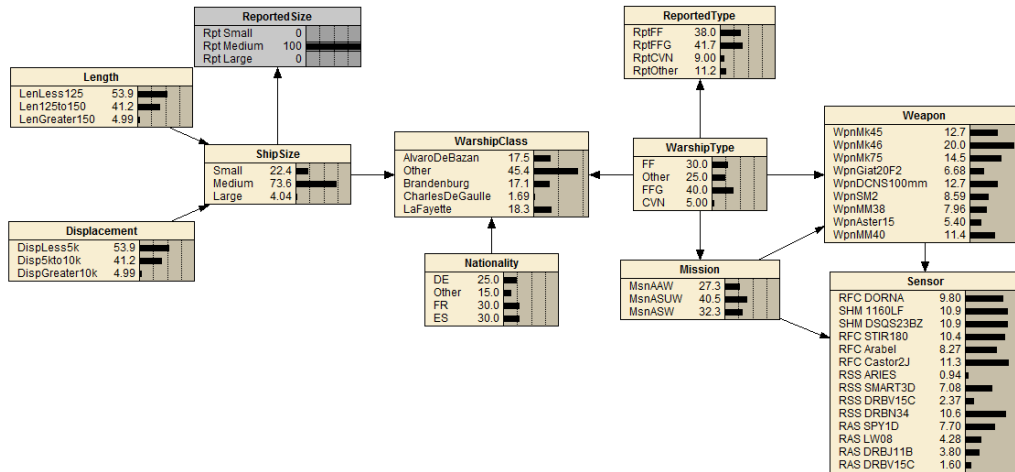 ReportedSize
Rpt Small 0
Rpt Medium 100
Rpt Large 0
ReportedType
RptFF 38.0
RptFFG 41.7
RptCVN 9.00
RptOther 11.2
Length
LenLess125 53.9
Len125to150 41.2
LenGreater150 4.99
Weapon
WpnMk45 12.7
WpnMk46 20.0
WpnMk75 14.5
WpnGiat20F2 6.68
WpnDCNS100mm 12.7
WpnSM2 8.59
WpnMM38 7.96
WpnAster15 5.40
WpnMM40 11.4
WarshipClass
AlvaroDeBazan 17.5
Other 45.4
Brandenburg 17.1
CharlesDeGaulle 1.69
LaFayette 18.3
WarshipType
FF 30.0
Other 25.0
FFG 40.0
CVN 5.00
ShipSize
Small 22.4
Medium 73.6
Large 4.04
Displacement
DispLess5k 53.9
Disp5kto10k 41.2
DispGreater10k 4.99
Nationality
DE 25.0
Other 15.0
FR 30.0
ES 30.0
Mission
MsnAAW 27.3
MsnASUW 40.5
MsnASW 32.3
Sensor
RFC DORNA 9.80
SHM 1160LF 10.9
SHM DSQS23BZ 10.9
RFC STIR180 10.4
RFC Arabel 8.27
RFC Castor2J 11.3
RSS ARIES 0.94
RSS SMART3D 7.08
RSS DRBV15C 2.37
RSS DRBN34 10.6
RAS SPY1D 7.70
RAS LW08 4.28
RAS DRBJ11B 3.80
RAS DRBV15C 1.60